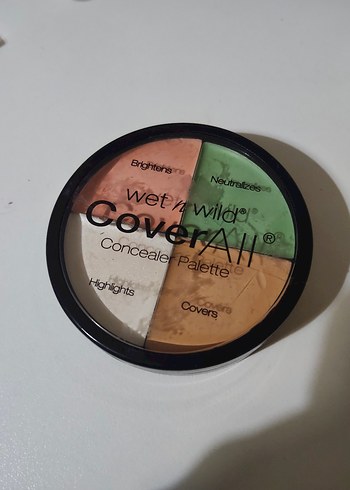 Brightens
Neutralizes
wet n wild®
CoverAll®
Concealer Palette
Highlights
Covers